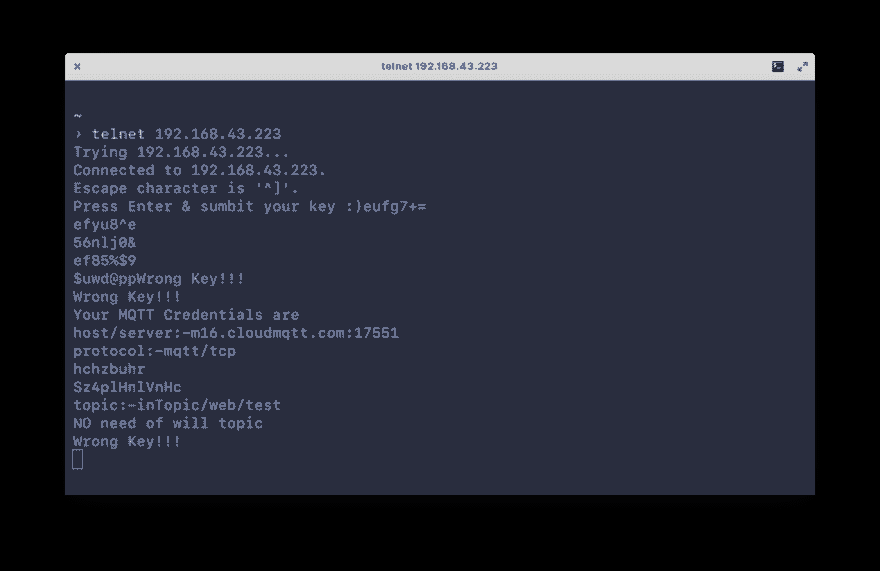 telnet 192.168.43.223
~
› telnet 192.168.43.223
Trying 192.168.43.223...
Connected to 192.168.43.223.
Escape character is '^]'.
Press Enter & sumbit your key :)eufg7+=
efyu8^e
56nlj0&
ef85%$9
$uwd@ppWrong Key!!!
Wrong Key!!!
Your MQTT Credentials are
host/server:-m16.cloudmqtt.com:17551
protocol:-mqtt/tcp
hchzbuhr
Sz4plHnlVnHc
topic:-inTopic/web/test
NO need of will topic
Wrong Key!!!